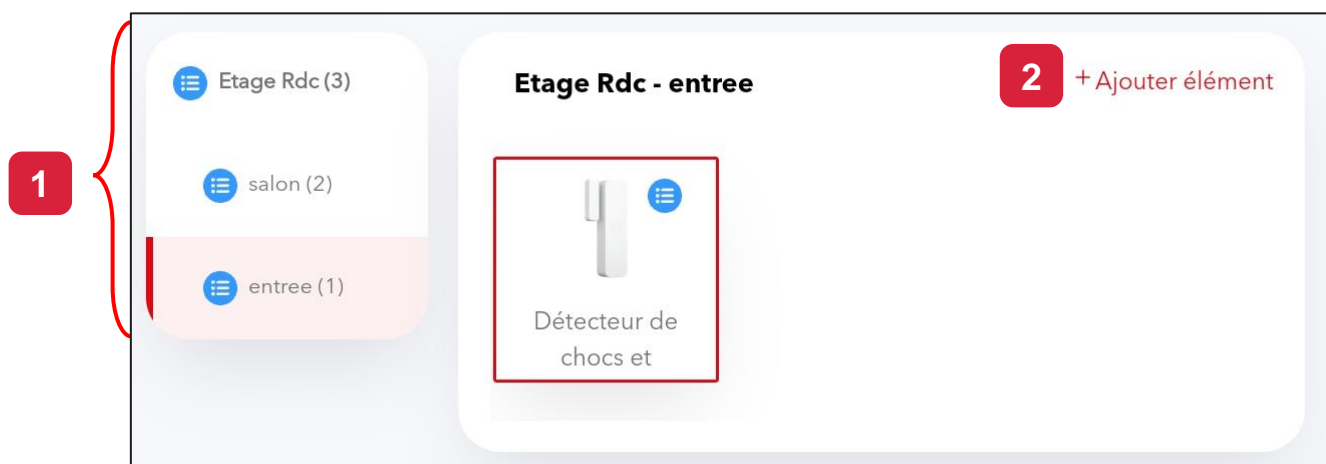 1
Etage Rdc (3)
salon (2)
entree (1)
Etage Rdc - entree
2
+ Ajouter élément
Détecteur de
chocs et